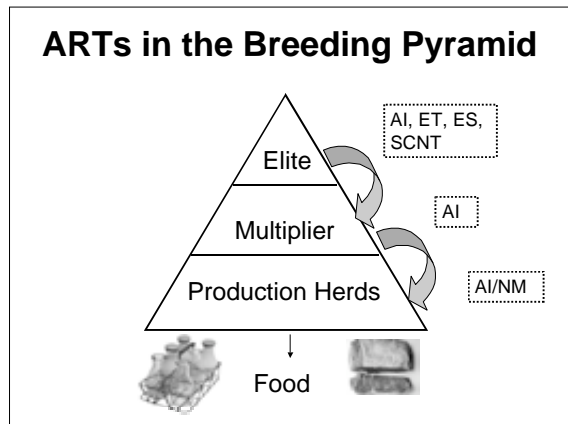 ARTs in the Breeding Pyramid
AI, ET, ES,
SCNT
Elite
AI
Multiplier
AI/NM
Production Herds
Food